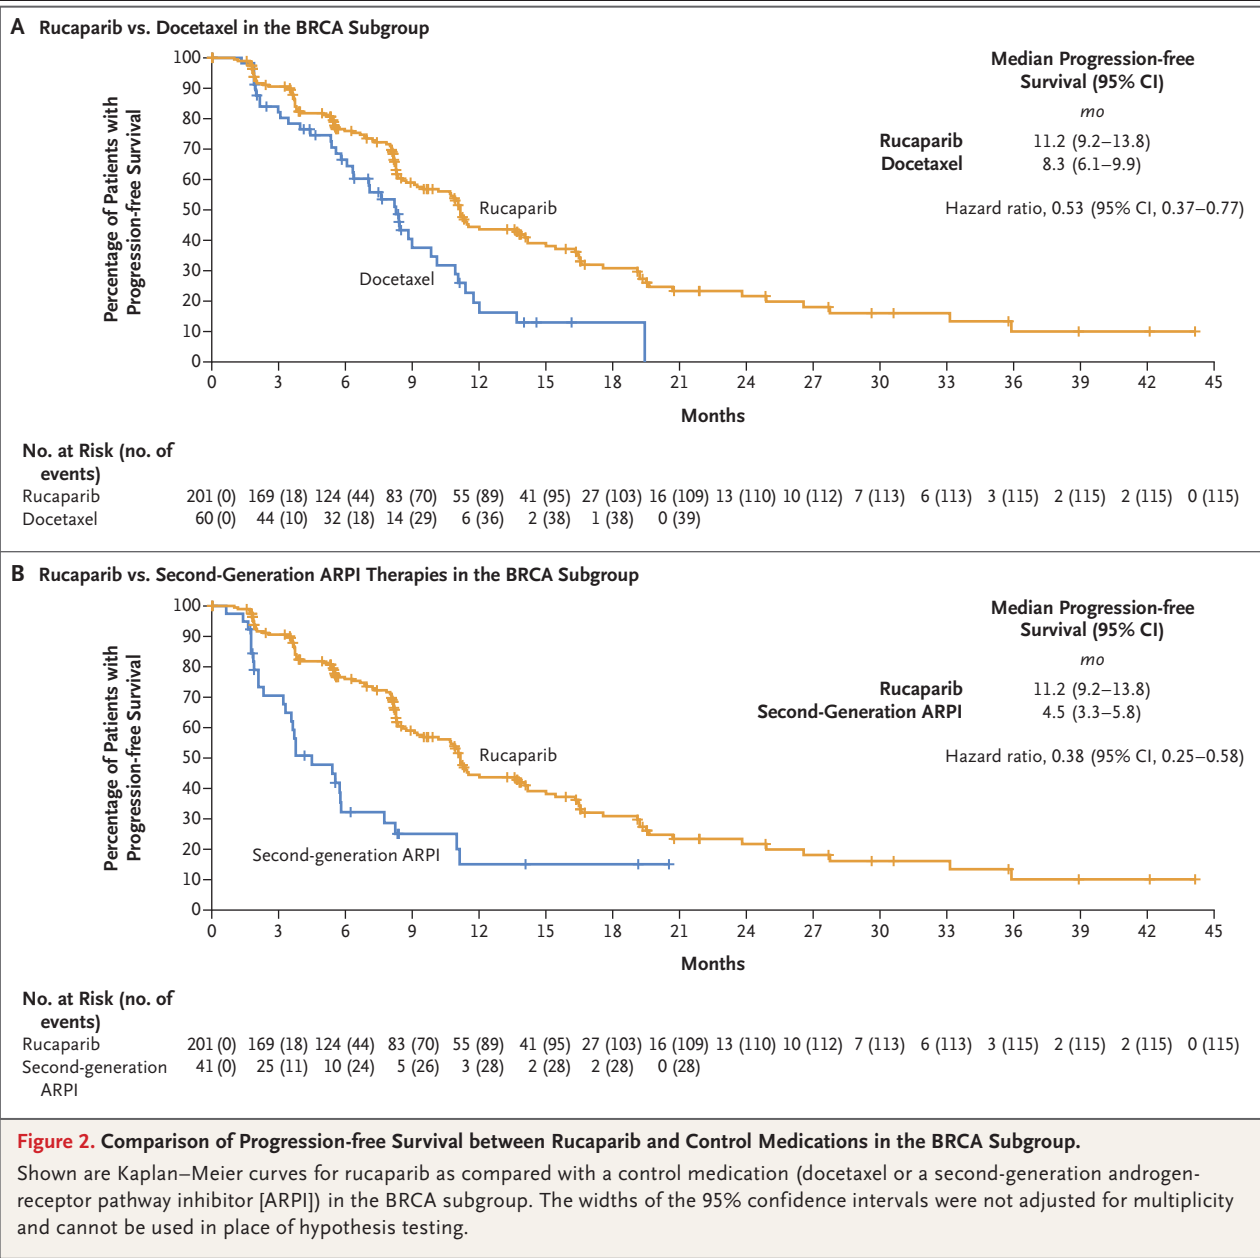 A Rucaparib vs. Docetaxel in the BRCA Subgroup
Percentage of Patients with
Progression-free Survival
100
90
80
70
60
50
40
30
20
10
0
0 3 6 9 12 15 18 21 24 27 30 33 36 39 42 45
Months
Rucaparib
Docetaxel
Median Progression-free
Survival (95% CI)
mo
Rucaparib 11.2 (9.2–13.8)
Docetaxel 8.3 (6.1–9.9)
Hazard ratio, 0.53 (95% CI, 0.37–0.77)
No. at Risk (no. of
events)
Rucaparib 201 (0) 169 (18) 124 (44) 83 (70) 55 (89) 41 (95) 27 (103) 16 (109) 13 (110) 10 (112) 7 (113) 6 (113) 3 (115) 2 (115) 2 (115) 0 (115)
Docetaxel 60 (0) 44 (10) 32 (18) 14 (29) 6 (36) 2 (38) 1 (38) 0 (39)
B Rucaparib vs. Second-Generation ARPI Therapies in the BRCA Subgroup
Percentage of Patients with
Progression-free Survival
100
90
80
70
60
50
40
30
20
10
0
0 3 6 9 12 15 18 21 24 27 30 33 36 39 42 45
Months
Rucaparib
Second-generation ARPI
Median Progression-free
Survival (95% CI)
mo
Rucaparib 11.2 (9.2–13.8)
Second-Generation ARPI 4.5 (3.3–5.8)
Hazard ratio, 0.38 (95% CI, 0.25–0.58)
No. at Risk (no. of
events)
Rucaparib 201 (0) 169 (18) 124 (44) 83 (70) 55 (89) 41 (95) 27 (103) 16 (109) 13 (110) 10 (112) 7 (113) 6 (113) 3 (115) 2 (115) 2 (115) 0 (115)
Second-generation 41 (0) 25 (11) 10 (24) 5 (26) 3 (28) 2 (28) 2 (28) 0 (28)
ARPI
Figure 2. Comparison of Progression-free Survival between Rucaparib and Control Medications in the BRCA Subgroup.
Shown are Kaplan–Meier curves for rucaparib as compared with a control medication (docetaxel or a second-generation androgen-
receptor pathway inhibitor [ARPI]) in the BRCA subgroup. The widths of the 95% confidence intervals were not adjusted for multiplicity
and cannot be used in place of hypothesis testing.